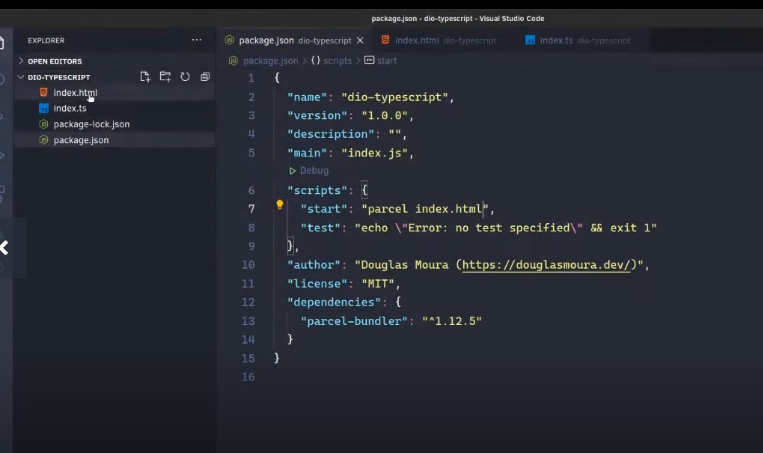 package.json - dio-typescript - Visual Studio Code
EXPLORER
OPEN EDITORS
DIO-TYPESCRIPT
index.html
index.ts
package-lock.json
package.json
package.json dio-typescript
index.html dio-typescript
index.ts dio-typescript
package.json > {} scripts > start
1 {
2 "name": "dio-typescript",
3 "version": "1.0.0",
4 "description": "",
5 "main": "index.js",
Debug
6 "scripts": {
7 "start": "parcel index.html",
8 "test": "echo \"Error: no test specified\" && exit 1"
9 },
10 "author": "Douglas Moura (https://douglasmoura.dev/)",
11 "license": "MIT",
12 "dependencies": {
13 "parcel-bundler": "^1.12.5"
14 }
15 }
16